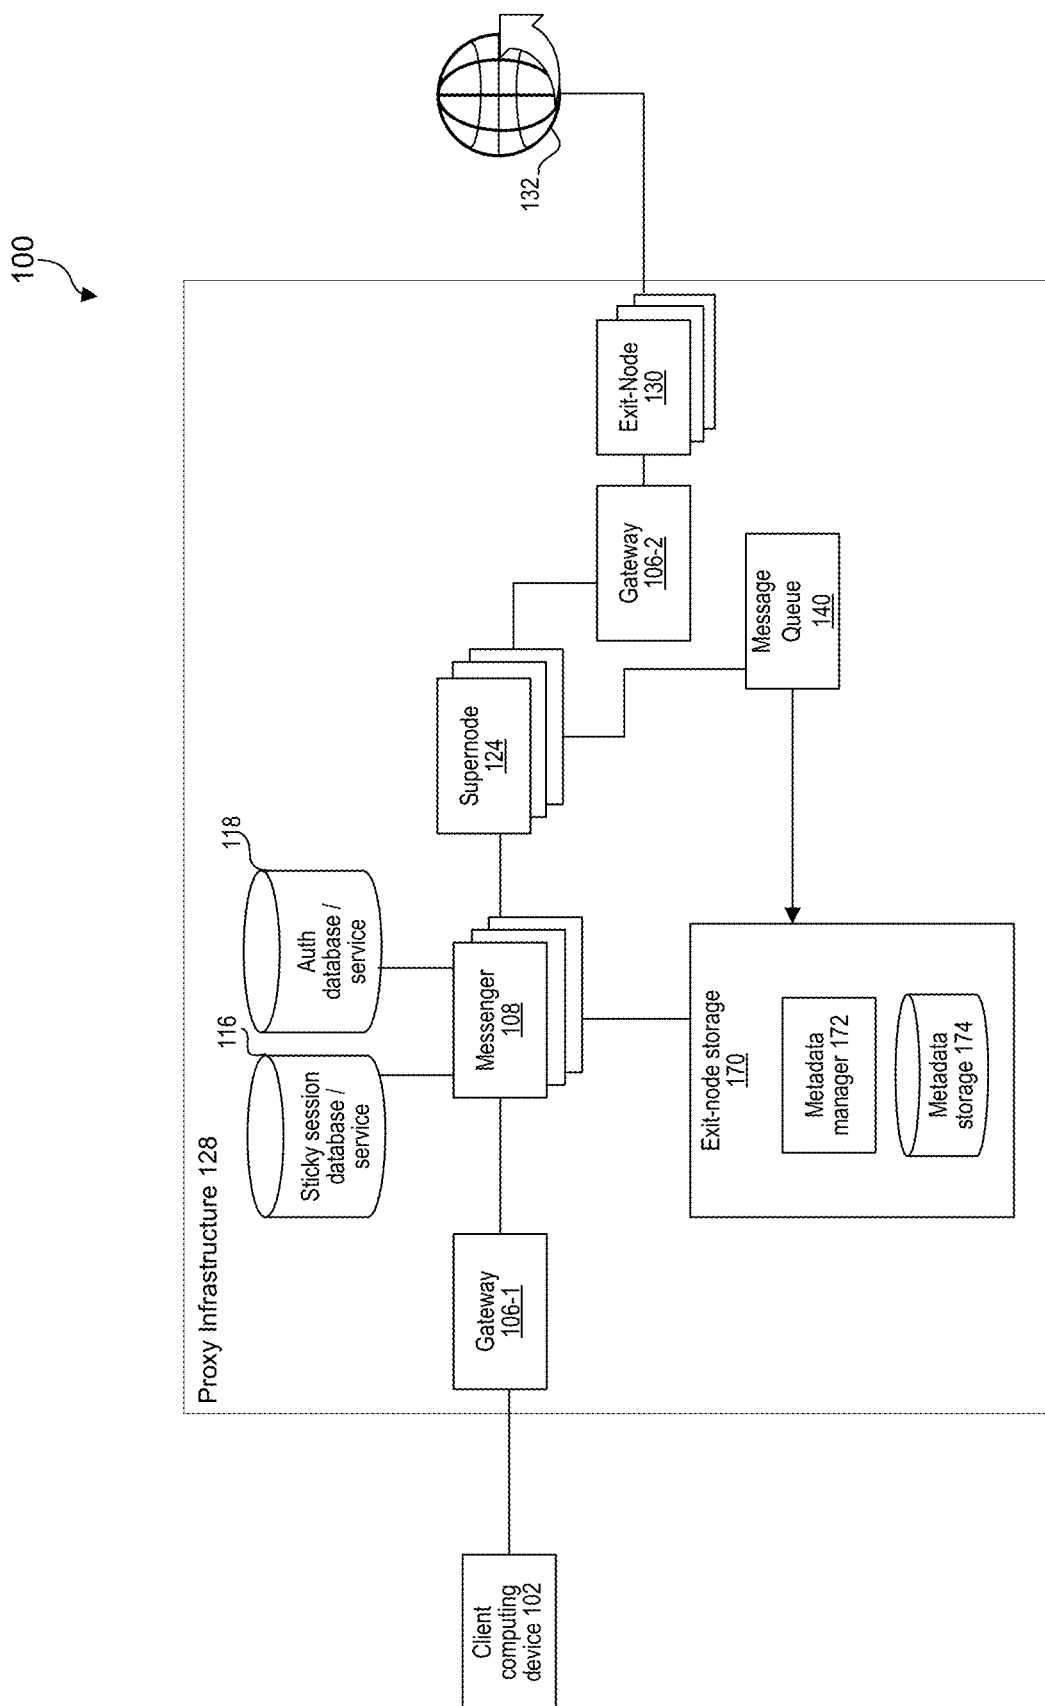 100
Proxy Infrastructure 128
116
118
Sticky session
database /
service
Auth
database /
service
132
Client
computing
device 102
Gateway
106-1
Messenger
108
Supernode
124
Gateway
106-2
Exit-Node
130
Exit-node storage
170
Metadata
manager 172
Metadata
storage 174
Message
Queue
140